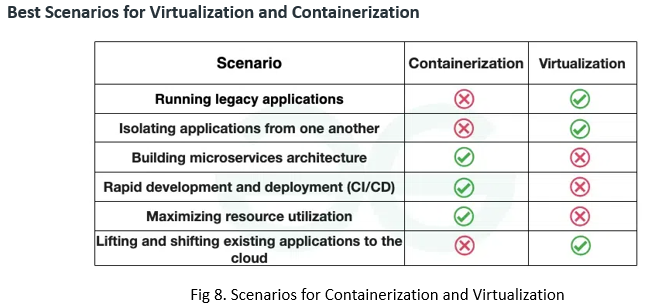 Best Scenarios for Virtualization and Containerization
Scenario Containerization Virtualization
Running legacy applications
Isolating applications from one another
Building microservices architecture
Rapid development and deployment (CI/CD)
Maximizing resource utilization
Lifting and shifting existing applications to the
cloud
Fig 8. Scenarios for Containerization and Virtualization